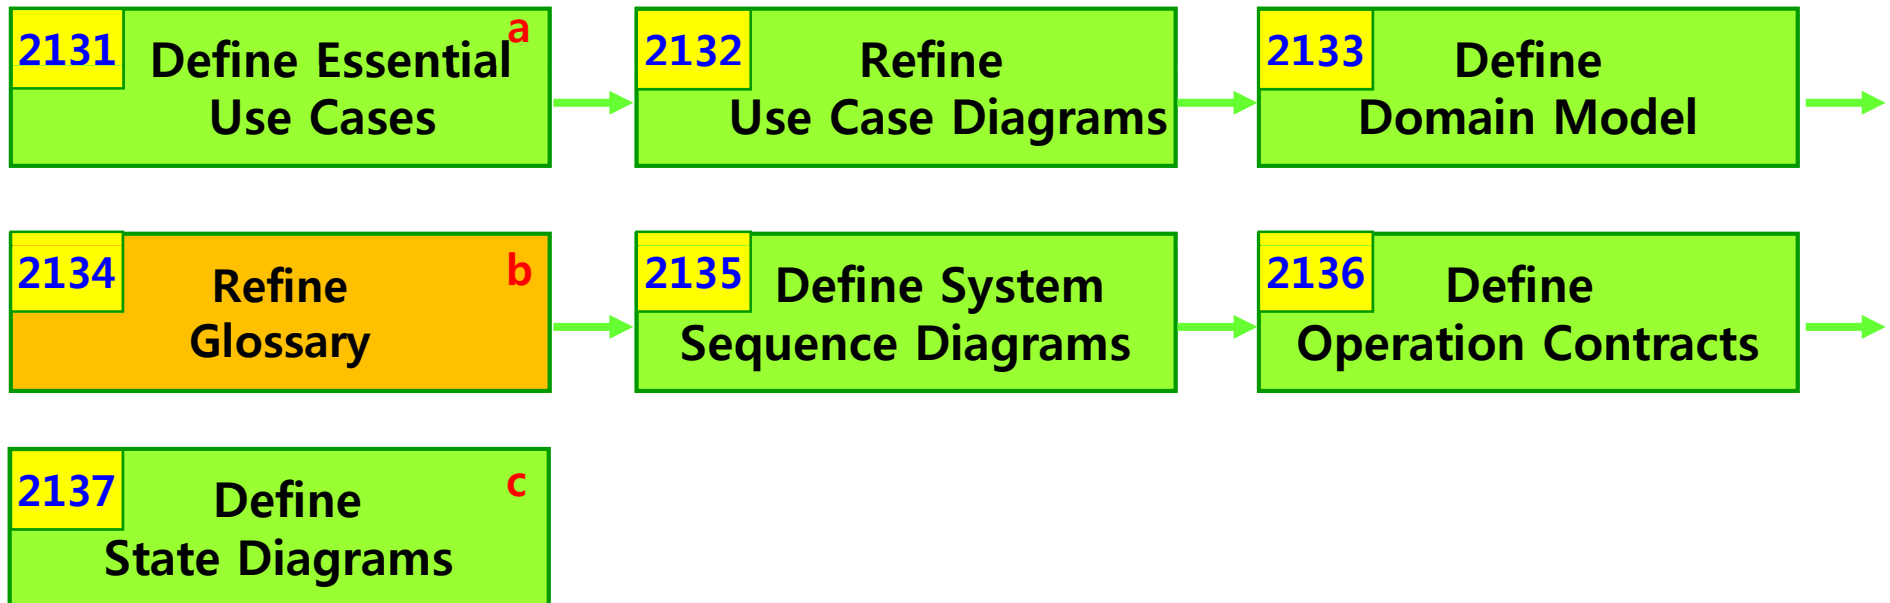 2131
a
Define Essential
Use Cases
2132
Refine
Use Case Diagrams
2133
Define
Domain Model
2134
b
Refine
Glossary
2135
Define System
Sequence Diagrams
2136
Define
Operation Contracts
2137
c
Define
State Diagrams